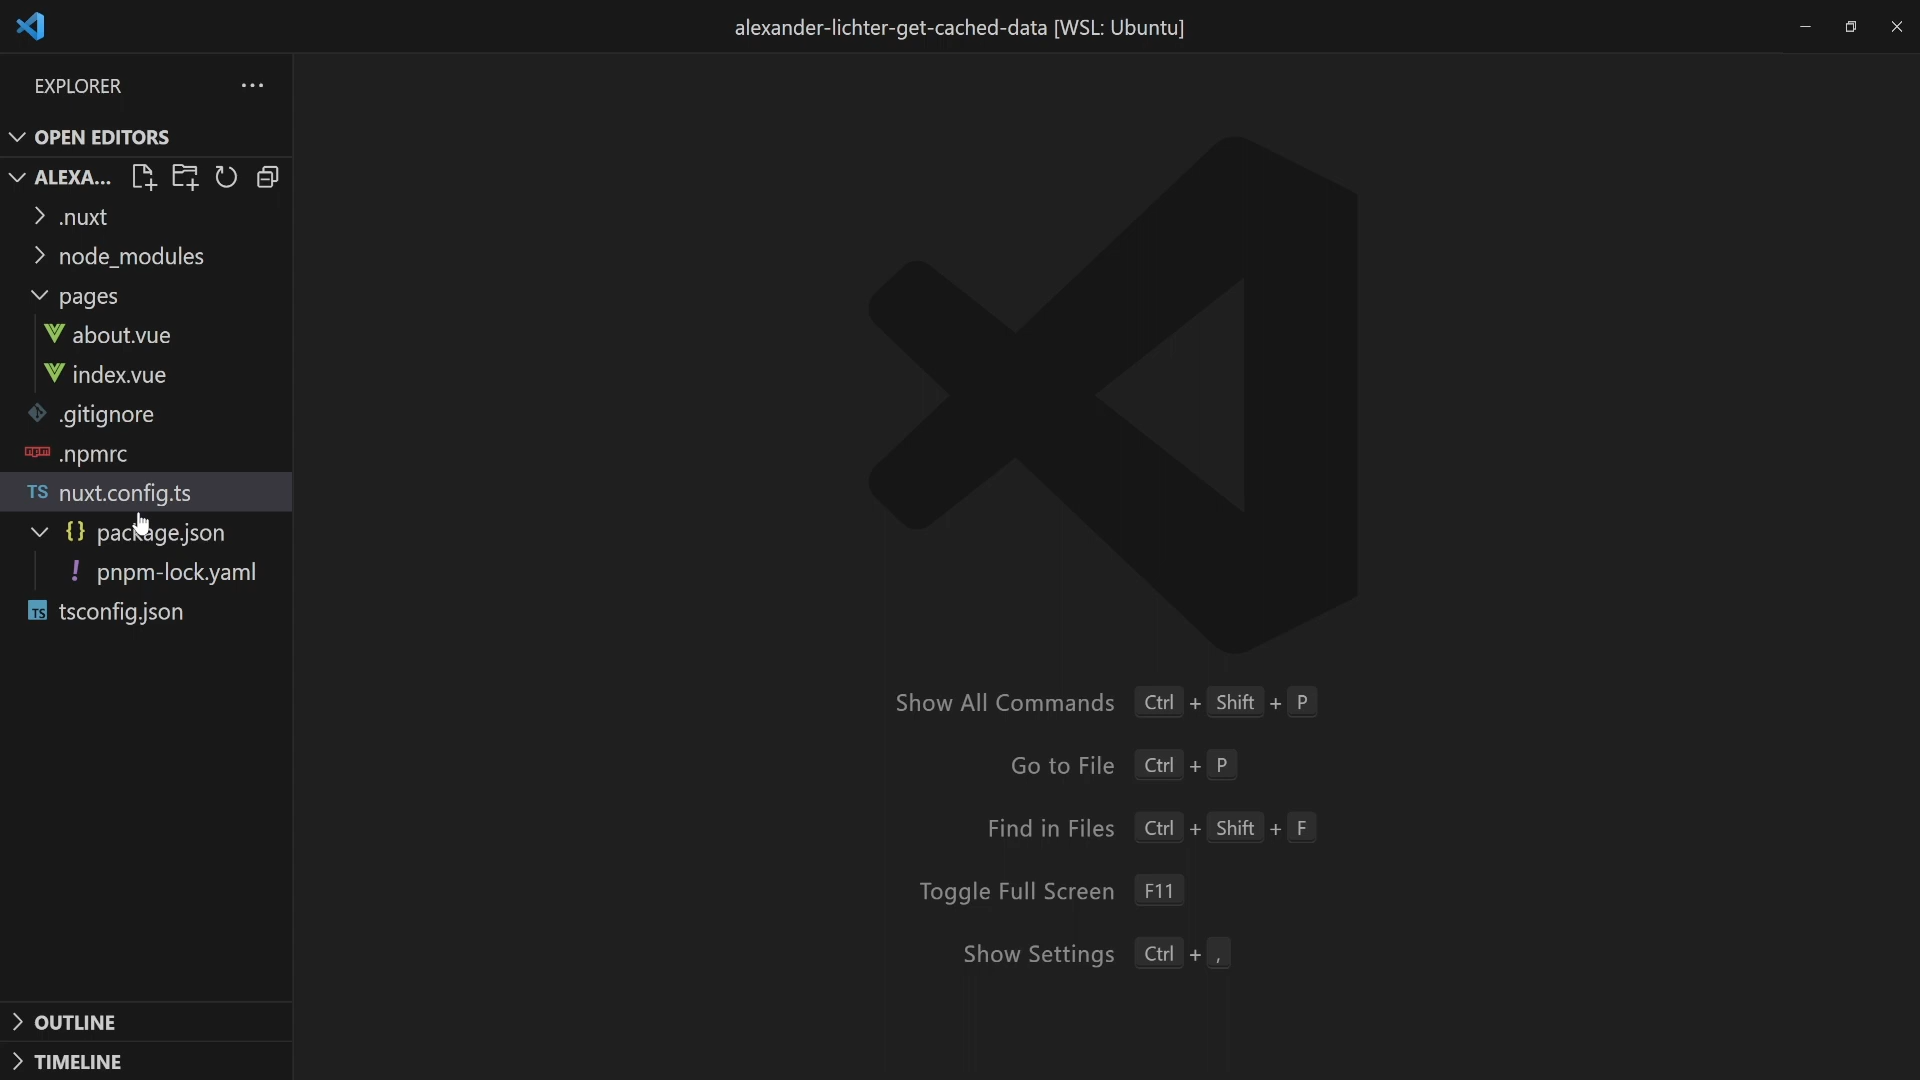 alexander-lichter-get-cached-data [WSL: Ubuntu]
EXPLORER
OPEN EDITORS
ALEXA...
.nuxt
node_modules
pages
about.vue
index.vue
.gitignore
npm .npmrc
TS nuxt.config.ts
{} package.json
! pnpm-lock.yaml
TS tsconfig.json
OUTLINE
TIMELINE
Show All Commands Ctrl + Shift + P
Go to File Ctrl + P
Find in Files Ctrl + Shift + F
Toggle Full Screen F11
Show Settings Ctrl + ,